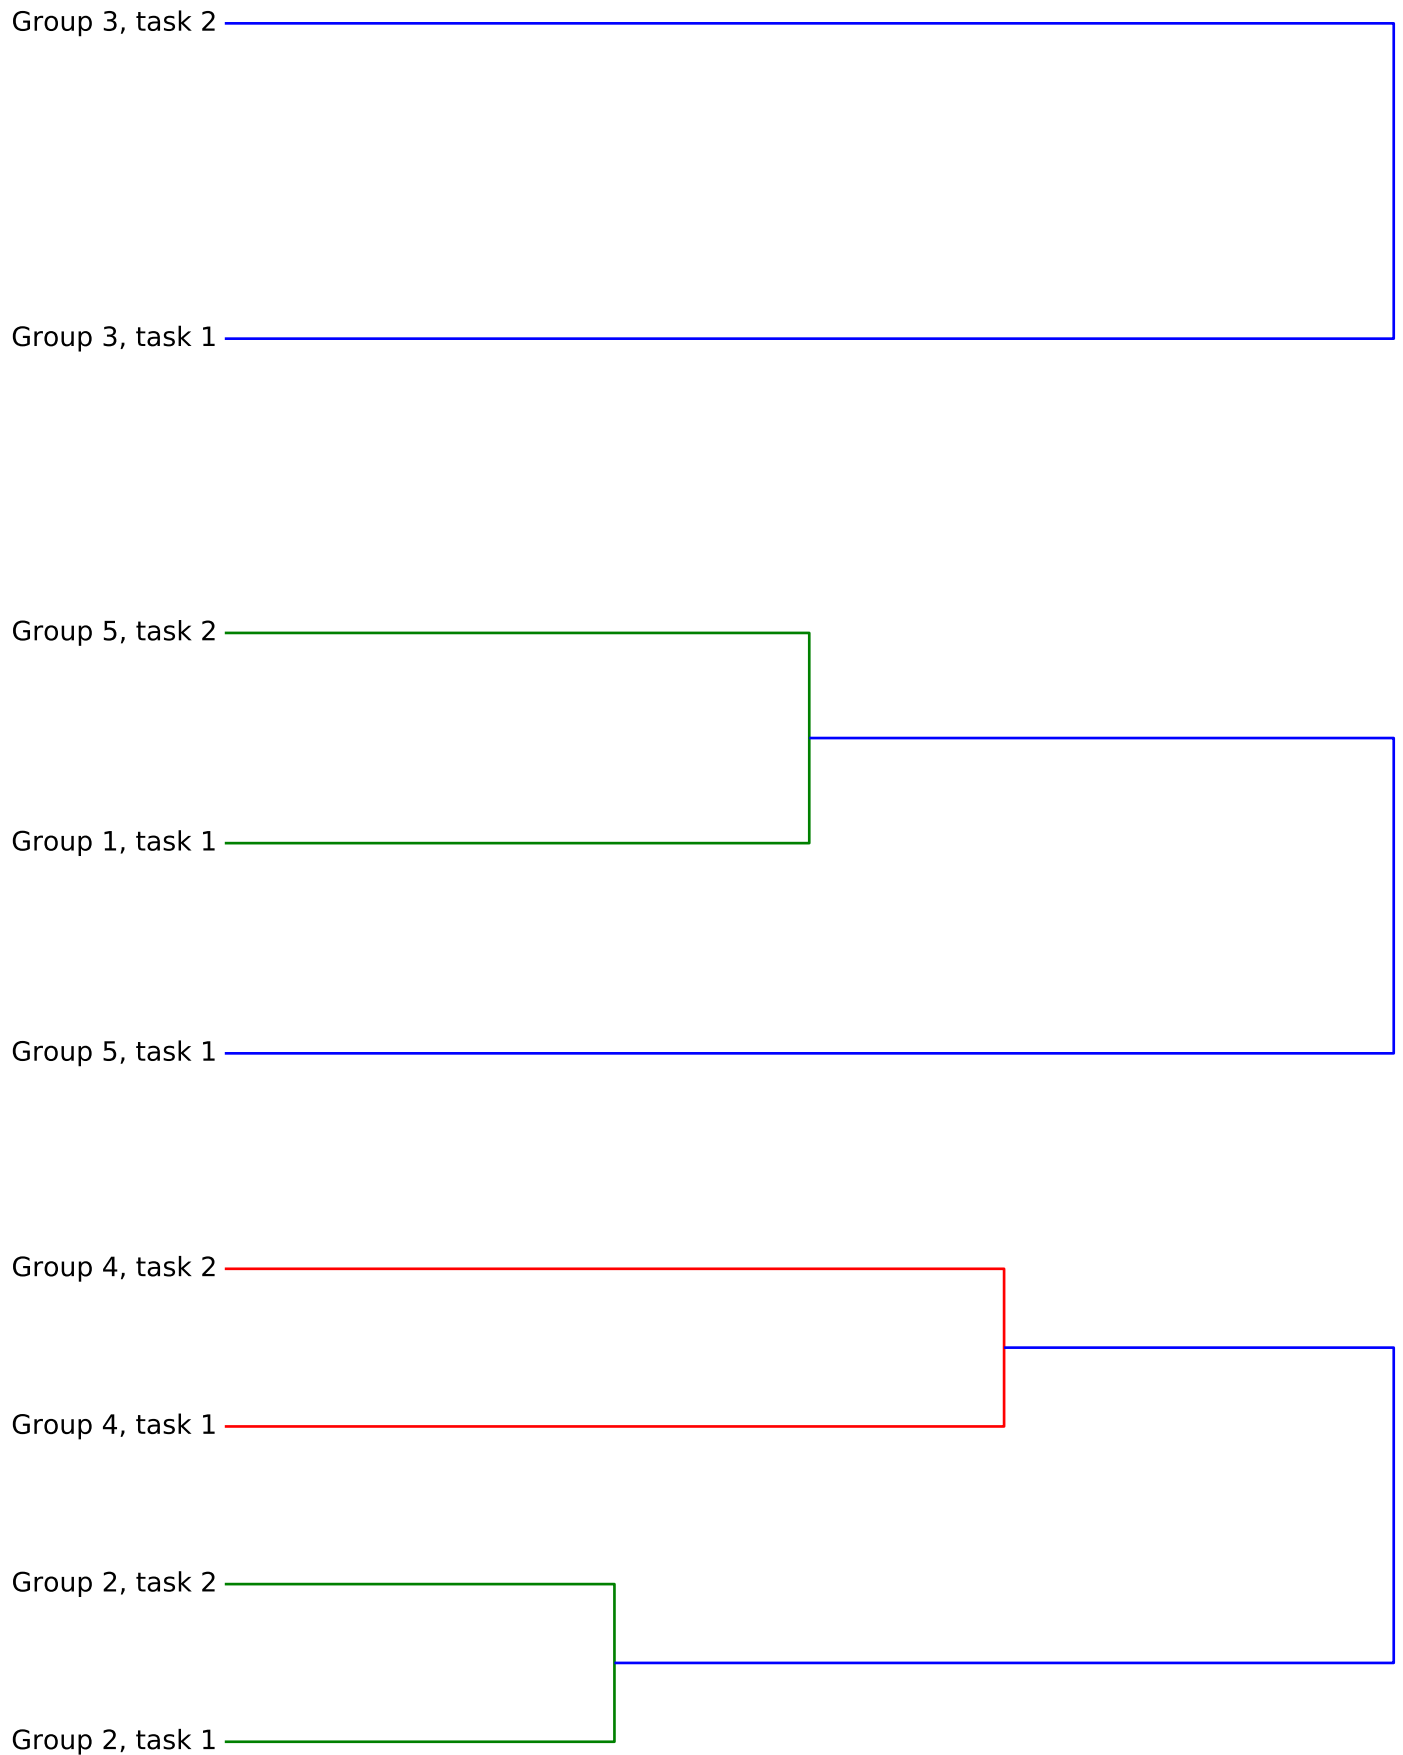 Group 3, task 2
Group 3, task 1
Group 5, task 2
Group 1, task 1
Group 5, task 1
Group 4, task 2
Group 4, task 1
Group 2, task 2
Group 2, task 1